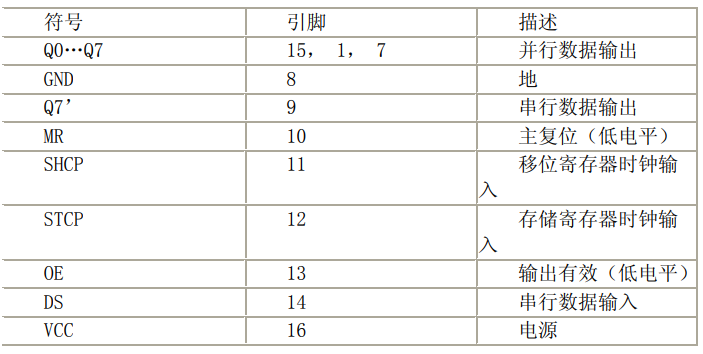 符号 引脚 描述
Q0…Q7 15, 1, 7 并行数据输出
GND 8 地
Q7’ 9 串行数据输出
MR 10 主复位(低电平)
SHCP 11 移位寄存器时钟输
入
STCP 12 存储寄存器时钟输
入
OE 13 输出有效(低电平)
DS 14 串行数据输入
VCC 16 电源